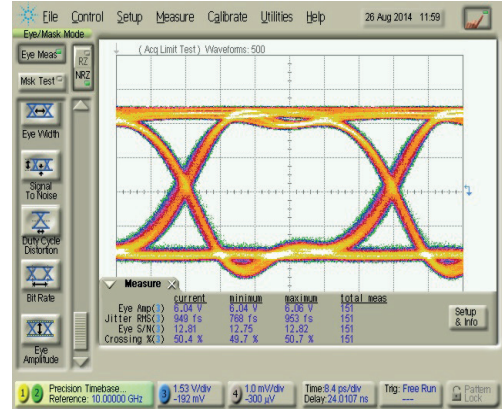 File Control Setup Measure Calibrate Utilities Help 26 Aug 2014 11:59
Eye/Mask Mode
Eye Meas
RZ
NRZ
Msk Test
( Acq Limit Test ) Waveforms: 500
Eye Width
Signal
To Noise
Duty Cycle
Distortion
Bit Rate
Eye
Amplitude
Measure
current minimum maximum total meas
Eye Amp(3) 6.04 V 6.04 V 6.06 V 151
Jitter RMS(3) 949 fs 768 fs 953 fs 151
Eye S/N(3) 12.81 12.75 12.82 151
Crossing %(3) 50.4 % 49.7 % 50.7 % 151
Setup
& Info
1 2 Precision Timebase...
Reference: 10.00000 GHz
3 1.53 V/div
-192 mV
4 1.0 mV/div
-300 µV
Time:8.4 ps/div
Delay:24.0107 ns
Trig: Free Run
---
Pattern
Lock